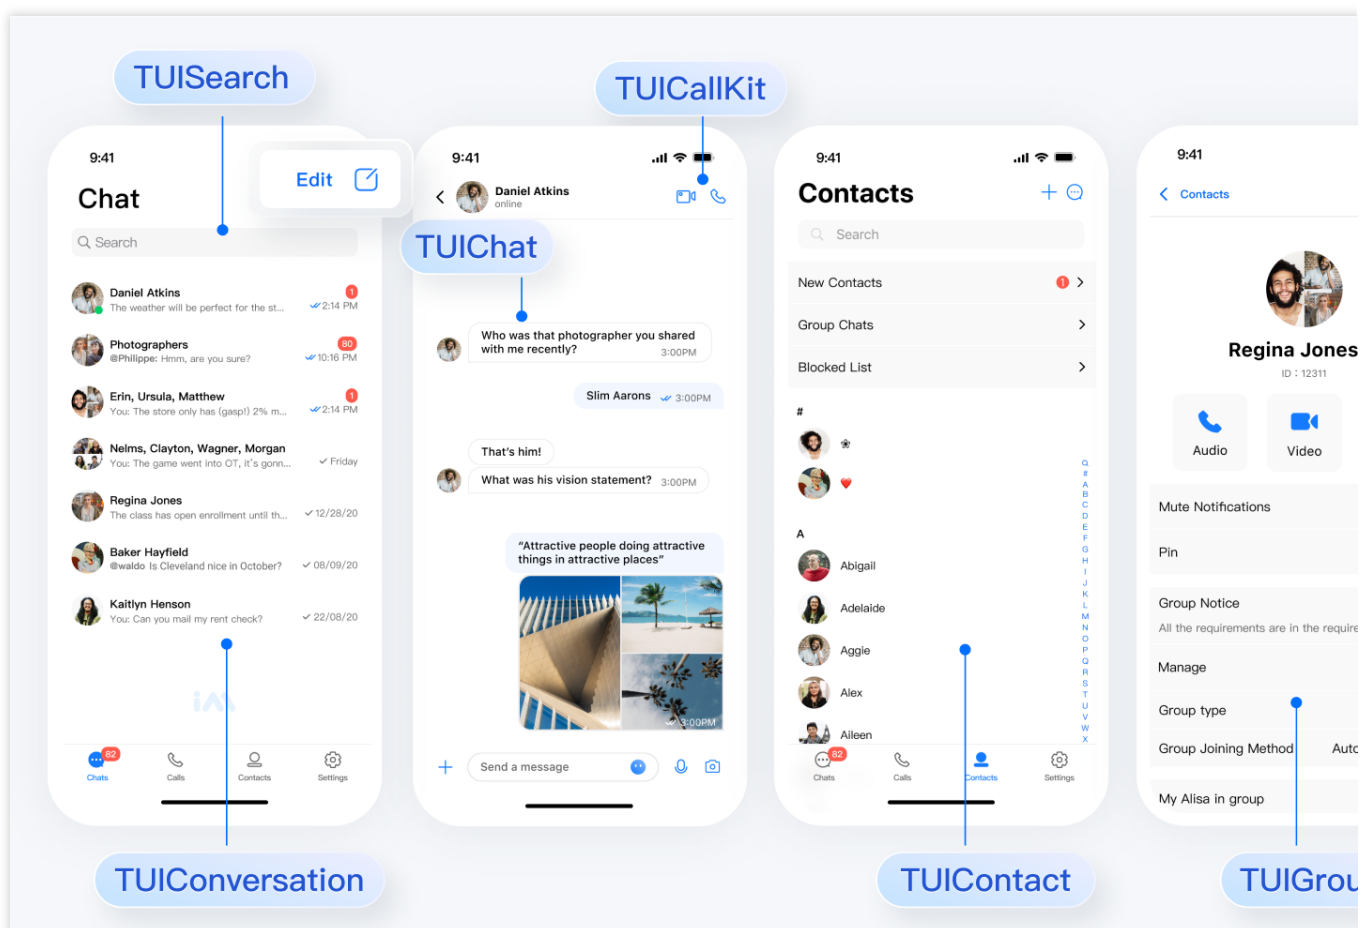 TUISearch
TUICallKit
9:41
Edit
Chat
Search
Daniel Atkins
1
The weather will be perfect for the st...
2:14 PM
Photographers
80
@Philippe: Hmm, are you sure?
10:16 PM
Erin, Ursula, Matthew
1
You: The store only has (gasp!) 2% m...
2:14 PM
Nelms, Clayton, Wagner, Morgan
You: The game went into OT, it's gonn...
Friday
Regina Jones
The class has open enrollment until th...
12/28/20
Baker Hayfield
@waldo Is Cleveland nice in October?
08/09/20
Kaitlyn Henson
You: Can you mail my rent check?
22/08/20
iM
82
Chats
Calls
Contacts
Settings
TUIConversation
9:41
Daniel Atkins
online
TUIChat
Who was that photographer you shared
with me recently?
3:00PM
Slim Aarons
3:00PM
That's him!
What was his vision statement?
3:00PM
“Attractive people doing attractive
things in attractive places”
3:00PM
Send a message
9:41
Contacts
Search
New Contacts
1
Group Chats
Blocked List
#
A
Abigail
Adelaide
Aggie
Alex
Aileen
#
A
B
C
D
E
F
G
H
I
J
K
L
M
N
O
P
Q
R
S
T
U
V
W
X
82
Chats
Calls
Contacts
Settings
TUIContact
9:41
Contacts
Regina Jones
ID : 12311
Audio
Video
Mute Notifications
Pin
Group Notice
All the requirements are in the require
Manage
Group type
Group Joining Method
Auto
My Alisa in group
TUIGrou